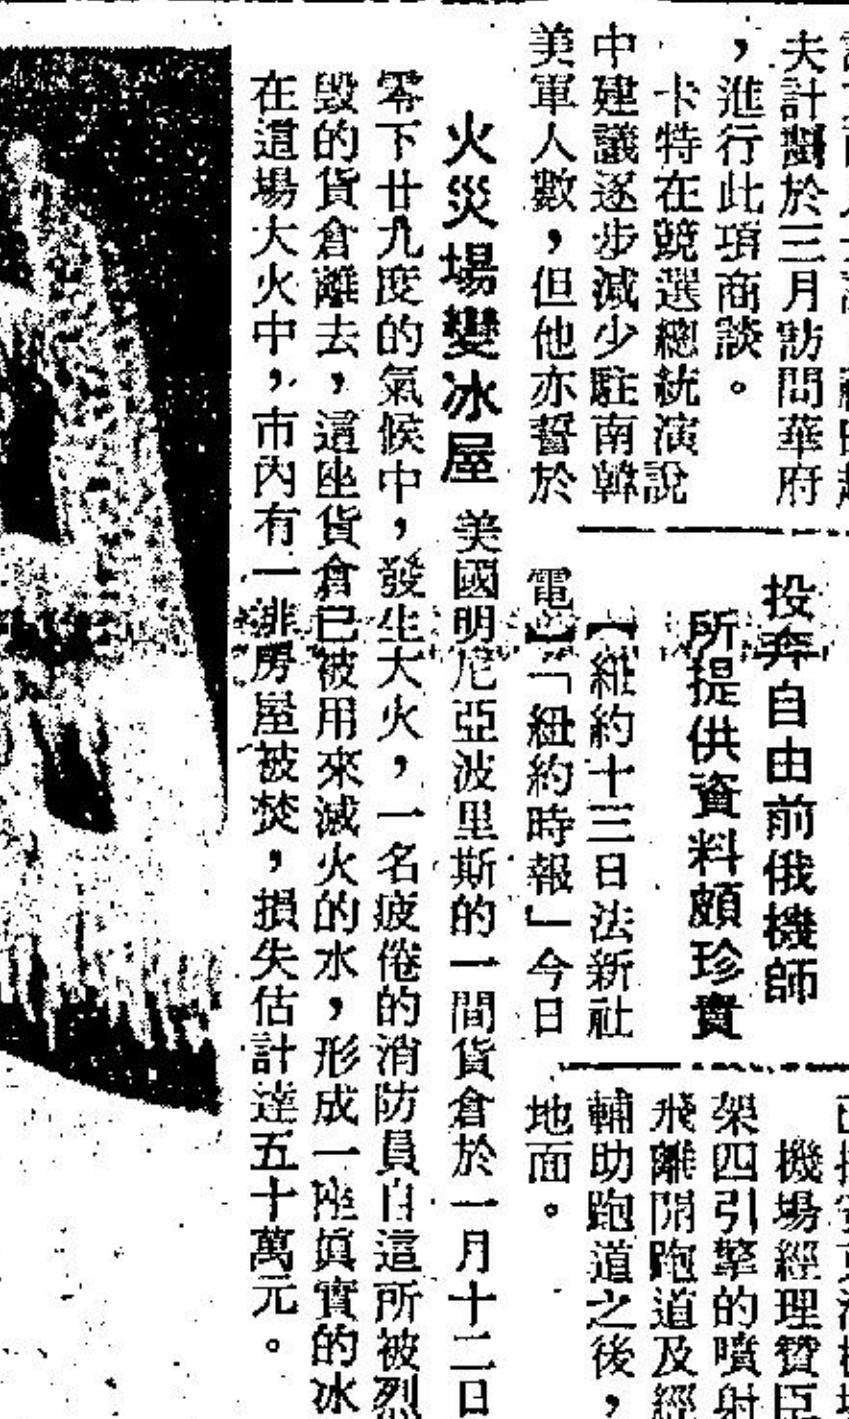 夫計劃於三月訪問華府
，進行此項商談。
卡特在競選總統演說
中建議逐步減少駐南韓
美軍人數，但他亦誓於
投奔自由前俄機師
所提供資料頗珍貴
【紐約十三日法新社
電】「紐約時報」今日
機場經理贊臣
架四引擎的噴射
飛離開跑道及經
輔助跑道之後，
地面。
火災場變冰屋 美國明尼亞波里斯的一間貨倉於一月十二日
零下廿九度的氣候中，發生大火，一名疲倦的消防員自這所被烈
毀的貨倉離去，這座貨倉已被用來滅火的水，形成一座眞實的冰
在這場大火中，市內有一排房屋被焚，損失估計達五十萬元。